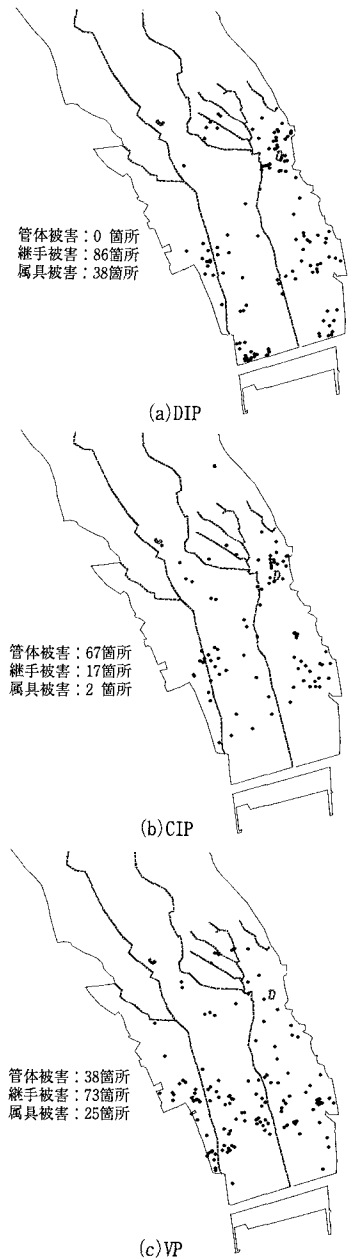 管体被害：0 箇所
継手被害：86箇所
属具被害：38箇所
(a)DIP
管体被害：67箇所
継手被害：17箇所
属具被害：2 箇所
D
(b)CIP
管体被害：38箇所
継手被害：73箇所
属具被害：25箇所
D
(c)VP